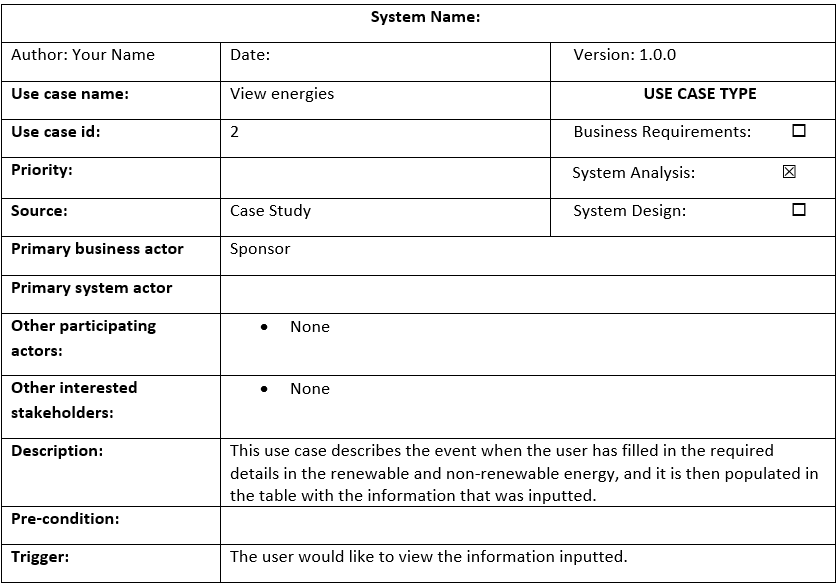 System Name:
Author: Your Name
Date:
Version: 1.0.0
Use case name:
View energies
USE CASE TYPE
Use case id:
2
Business Requirements: ☐
Priority:
System Analysis: ☒
Source:
Case Study
System Design: ☐
Primary business actor
Sponsor
Primary system actor
Other participating
actors:
• None
Other interested
stakeholders:
• None
Description:
This use case describes the event when the user has filled in the required
details in the renewable and non-renewable energy, and it is then populated in
the table with the information that was inputted.
Pre-condition:
Trigger:
The user would like to view the information inputted.